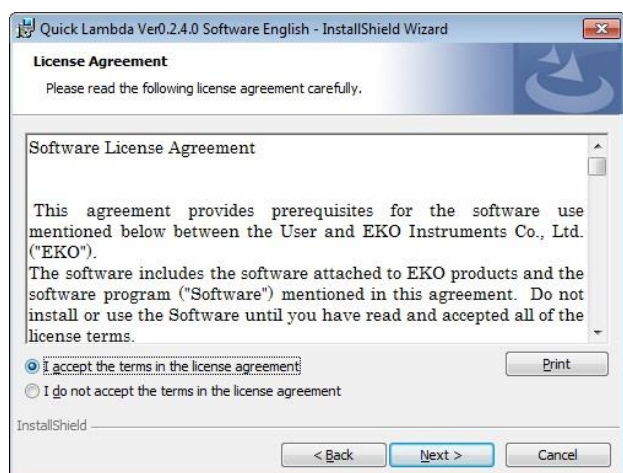 Quick Lambda Ver0.2.4.0 Software English - InstallShield Wizard
License Agreement
Please read the following license agreement carefully.
Software License Agreement
This agreement provides prerequisites for the software use
mentioned below between the User and EKO Instruments Co., Ltd.
("EKO").
The software includes the software attached to EKO products and the
software program ("Software") mentioned in this agreement. Do not
install or use the Software until you have read and accepted all of the
license terms.
I accept the terms in the license agreement
Print
I do not accept the terms in the license agreement
InstallShield
< Back
Next >
Cancel